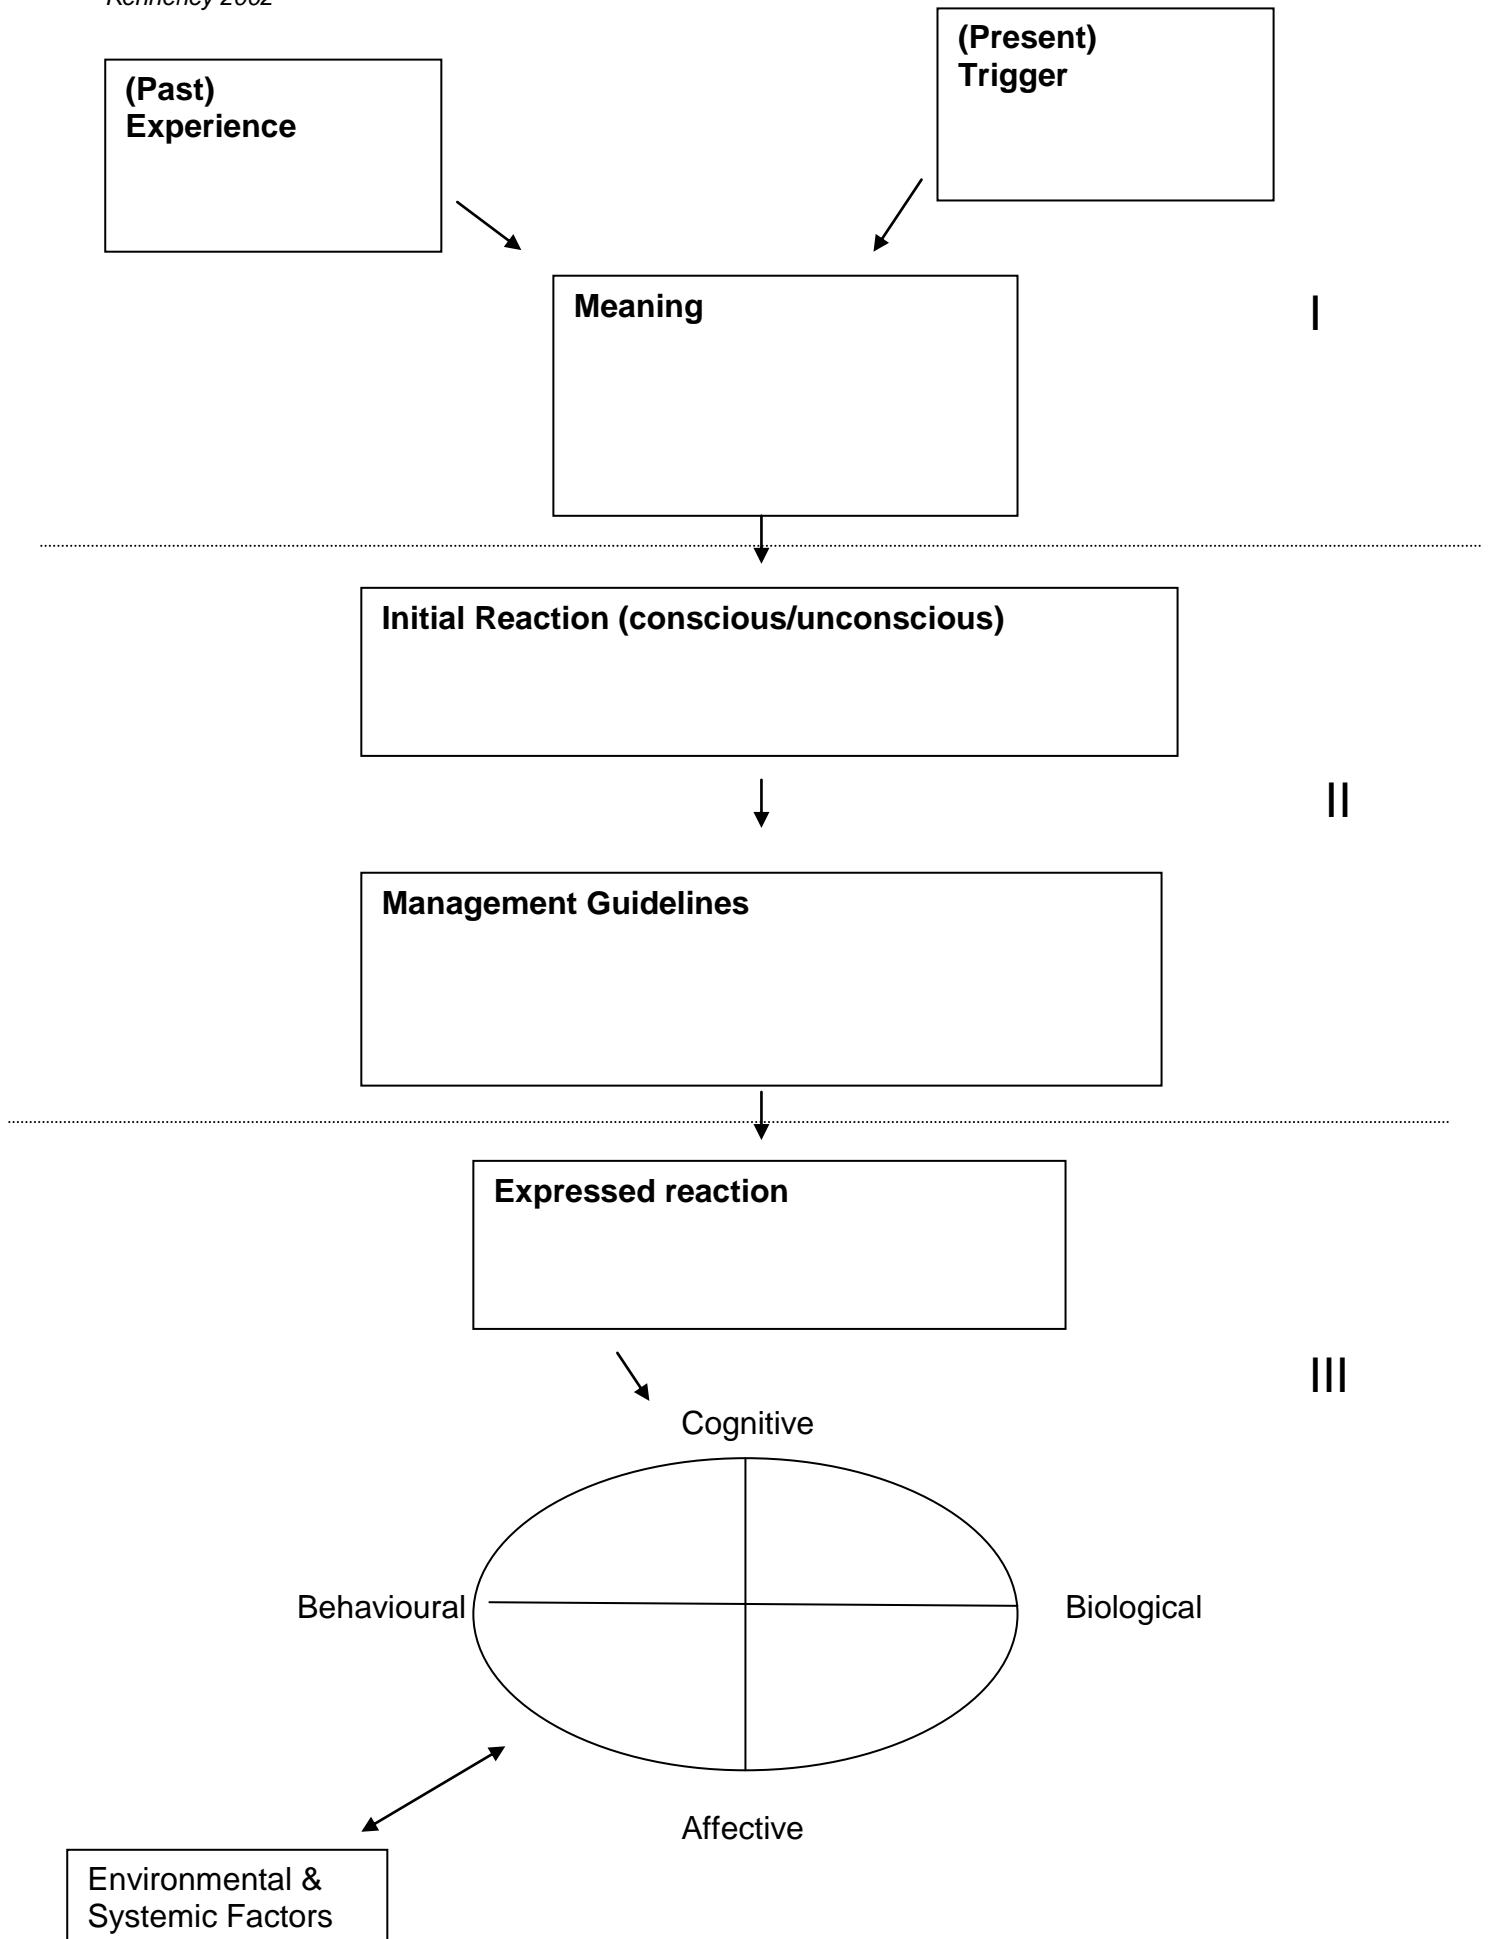 2002
(Present)
Trigger
(Past)
Experience
Meaning
I
Initial Reaction (conscious/unconscious)
II
Management Guidelines
Expressed reaction
III
Cognitive
Behavioural
Biological
Affective
Environmental &
Systemic Factors